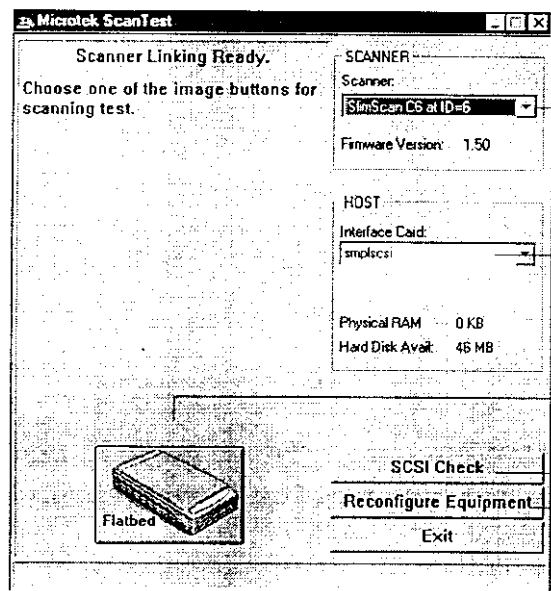 Microtek ScanTest
Scanner Linking Ready.
Choose one of the image buttons for
scanning test.
SCANNER
Scanner:
SlimScan C6 at ID=6
Firmware Version: 1.50
HOST
Interface Card:
smplscsi
Physical RAM 0 KB
Hard Disk Avail: 46 MB
Flatbed
SCSI Check
Reconfigure Equipment
Exit